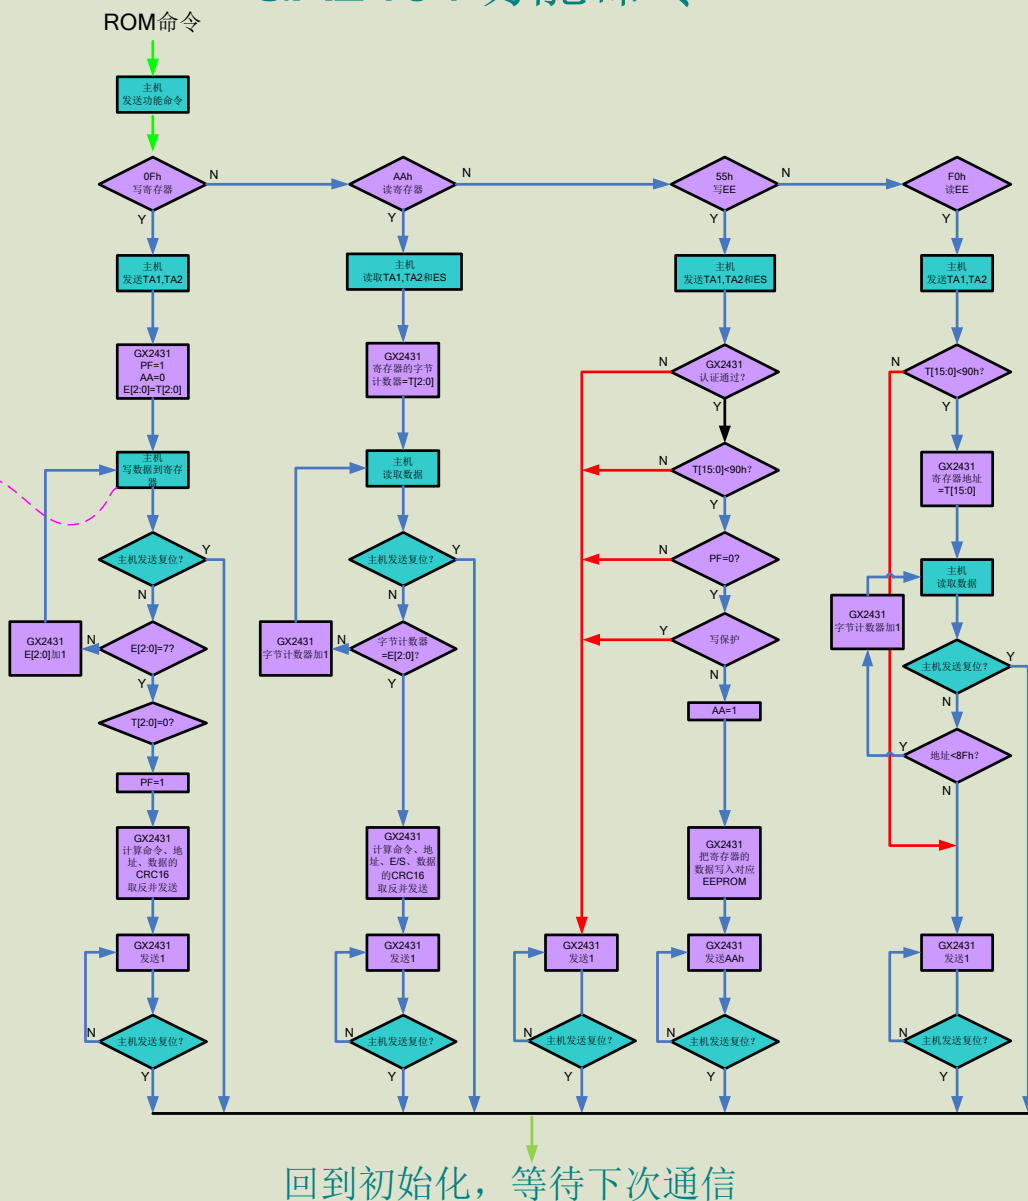 ROM命令
主机
发送功能命令
0Fh
写寄存器
N
Y
AAh
读寄存器
N
Y
55h
写EE
N
Y
F0h
读EE
Y
主机
发送TA1,TA2
主机
读取TA1,TA2和ES
主机
发送TA1,TA2和ES
主机
发送TA1,TA2
GX2431
PF=1
AA=0
E[2:0]=T[2:0]
GX2431
寄存器的字节
计数器=T[2:0]
N
GX2431
认证通过?
Y
N
T[15:0]<90h?
Y
主机
写数据到寄存
器
主机
读取数据
N
T[15:0]<90h?
Y
GX2431
寄存器地址
=T[15:0]
主机发送复位?
Y
N
主机发送复位?
Y
N
N
PF=0?
Y
主机
读取数据
GX2431
E[2:0]加1
N
E[2:0]=7?
Y
GX2431
字节计数器加1
N
字节计数器
=E[2:0]?
Y
Y
写保护
N
GX2431
字节计数器加1
主机发送复位?
Y
N
T[2:0]=0?
AA=1
Y
地址<8Fh?
N
PF=1
GX2431
计算命令、地
址、数据的
CRC16
取反并发送
GX2431
计算命令、地
址、E/S、数据
的CRC16
取反并发送
GX2431
把寄存器的
数据写入对应
EEPROM
GX2431
发送1
GX2431
发送1
GX2431
发送1
GX2431
发送AAh
GX2431
发送1
N
主机发送复位?
Y
N
主机发送复位?
Y
N
主机发送复位?
Y
N
主机发送复位?
Y
N
主机发送复位?
Y
回到初始化，等待下次通信